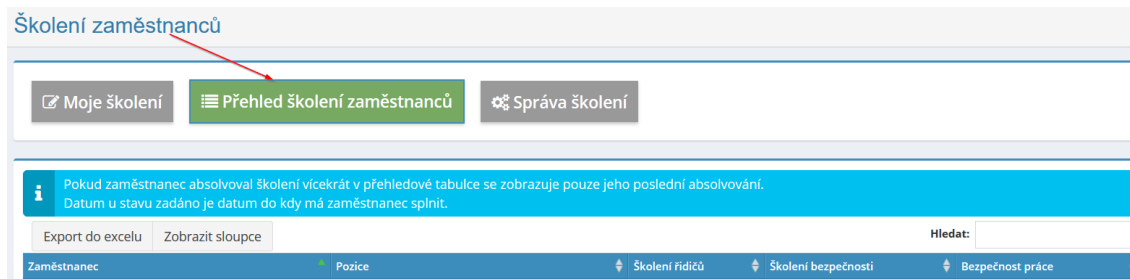 Školení zaměstnanců
Moje školení Přehled školení zaměstnanců Správa školení
Pokud zaměstnanec absolvoval školení vícekrát v přehledové tabulce se zobrazuje pouze jeho poslední absolvování.
Datum u stavu zadáno je datum do kdy má zaměstnanec splnit.
Export do excelu Zobrazit sloupce Hledat:
Zaměstnanec Pozice Školení řidičů Školení bezpečnosti Bezpečnost práce